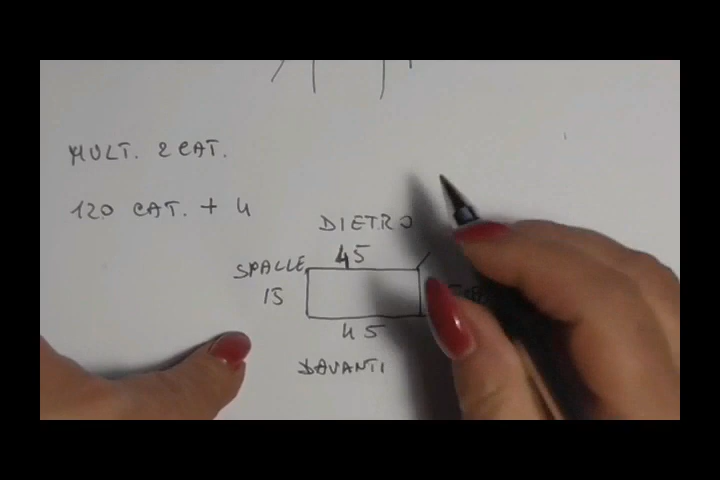 MULT. 2 CAT.
120 CAT. + 4
DIETRO
45
SPALLE
15
45
DAVANTI